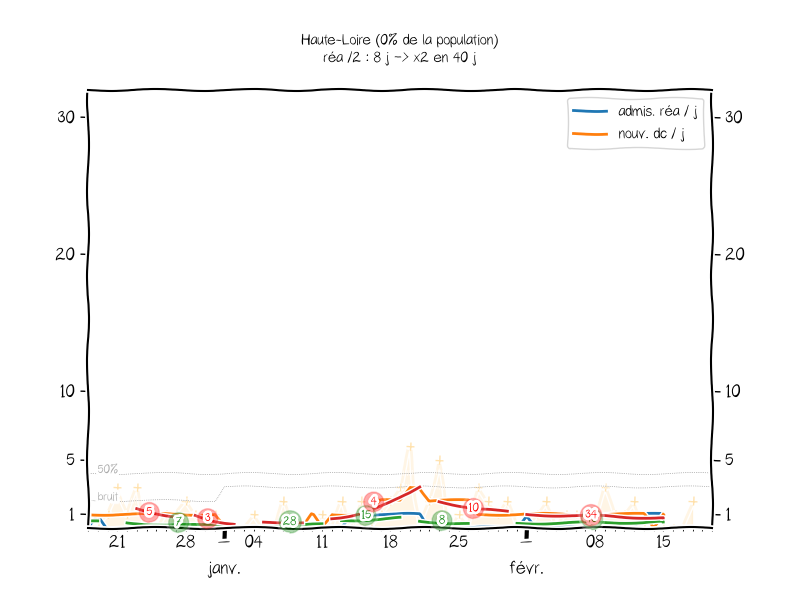 Haute-Loire (0% de la population)
réa /2 : 8 j -> x2 en 40 j
admis. réa / j
nouv. dc / j
30 30
20 20
10 10
5 5
1 1
50%
bruit
5 7 3 28 15 4 8 10 34
21 28 04 11 18 25 08 15
janv. févr.